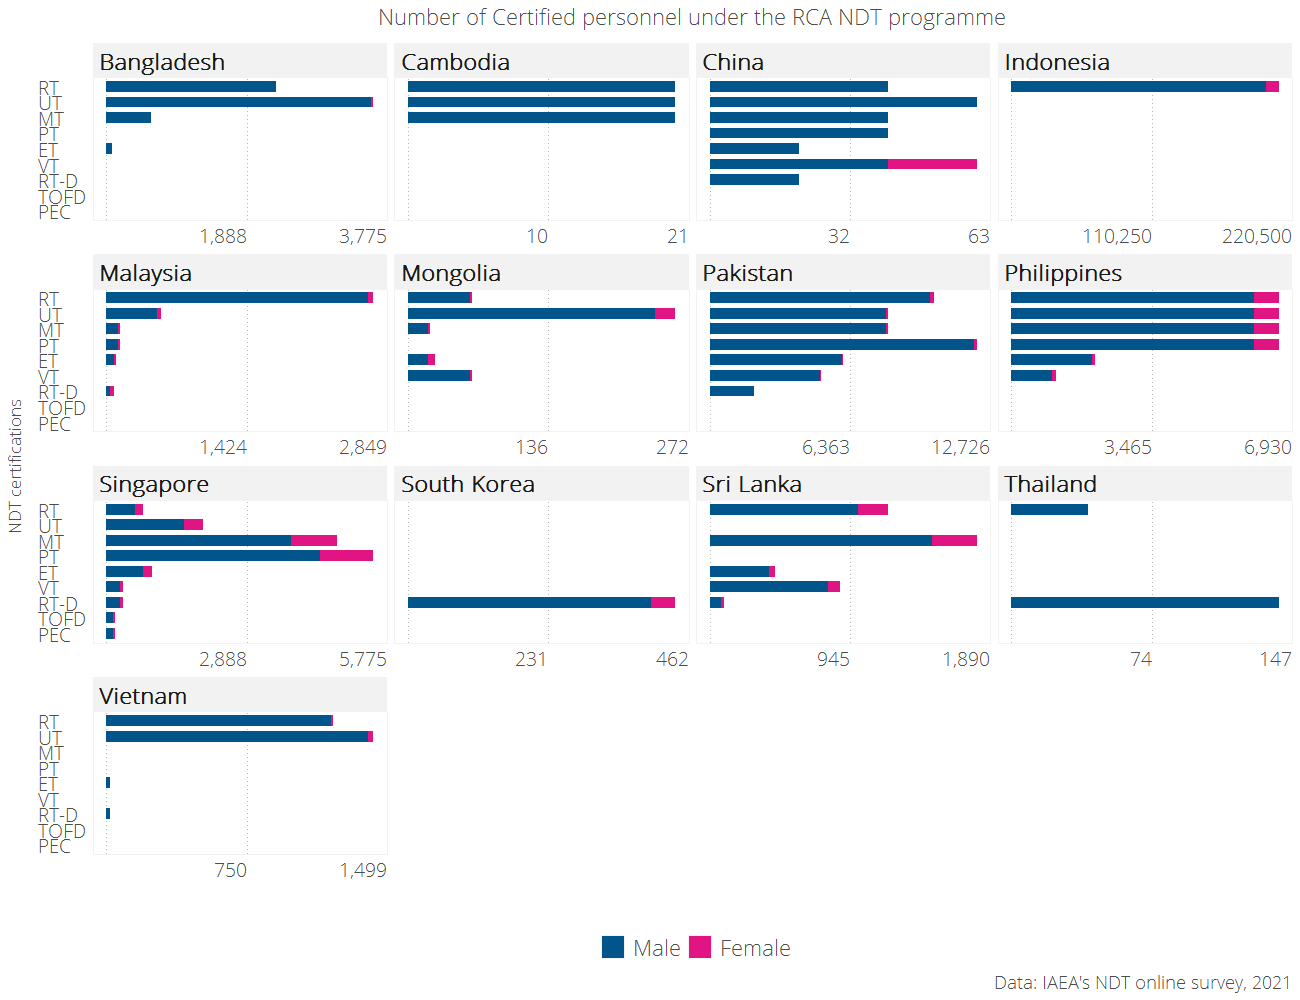 Number of Certified personnel under the RCA NDT programme
Bangladesh
Cambodia
China
Indonesia
RT
UT
MT
PT
ET
VT
RT-D
TOFD
PEC
1,888 3,775
10 21
32 63
110,250 220,500
Malaysia
Mongolia
Pakistan
Philippines
RT
UT
MT
PT
ET
VT
RT-D
TOFD
PEC
1,424 2,849
136 272
6,363 12,726
3,465 6,930
NDT certifications
Singapore
South Korea
Sri Lanka
Thailand
RT
UT
MT
PT
ET
VT
RT-D
TOFD
PEC
2,888 5,775
231 462
945 1,890
74 147
Vietnam
RT
UT
MT
PT
ET
VT
RT-D
TOFD
PEC
750 1,499
Male Female
Data: IAEA's NDT online survey, 2021